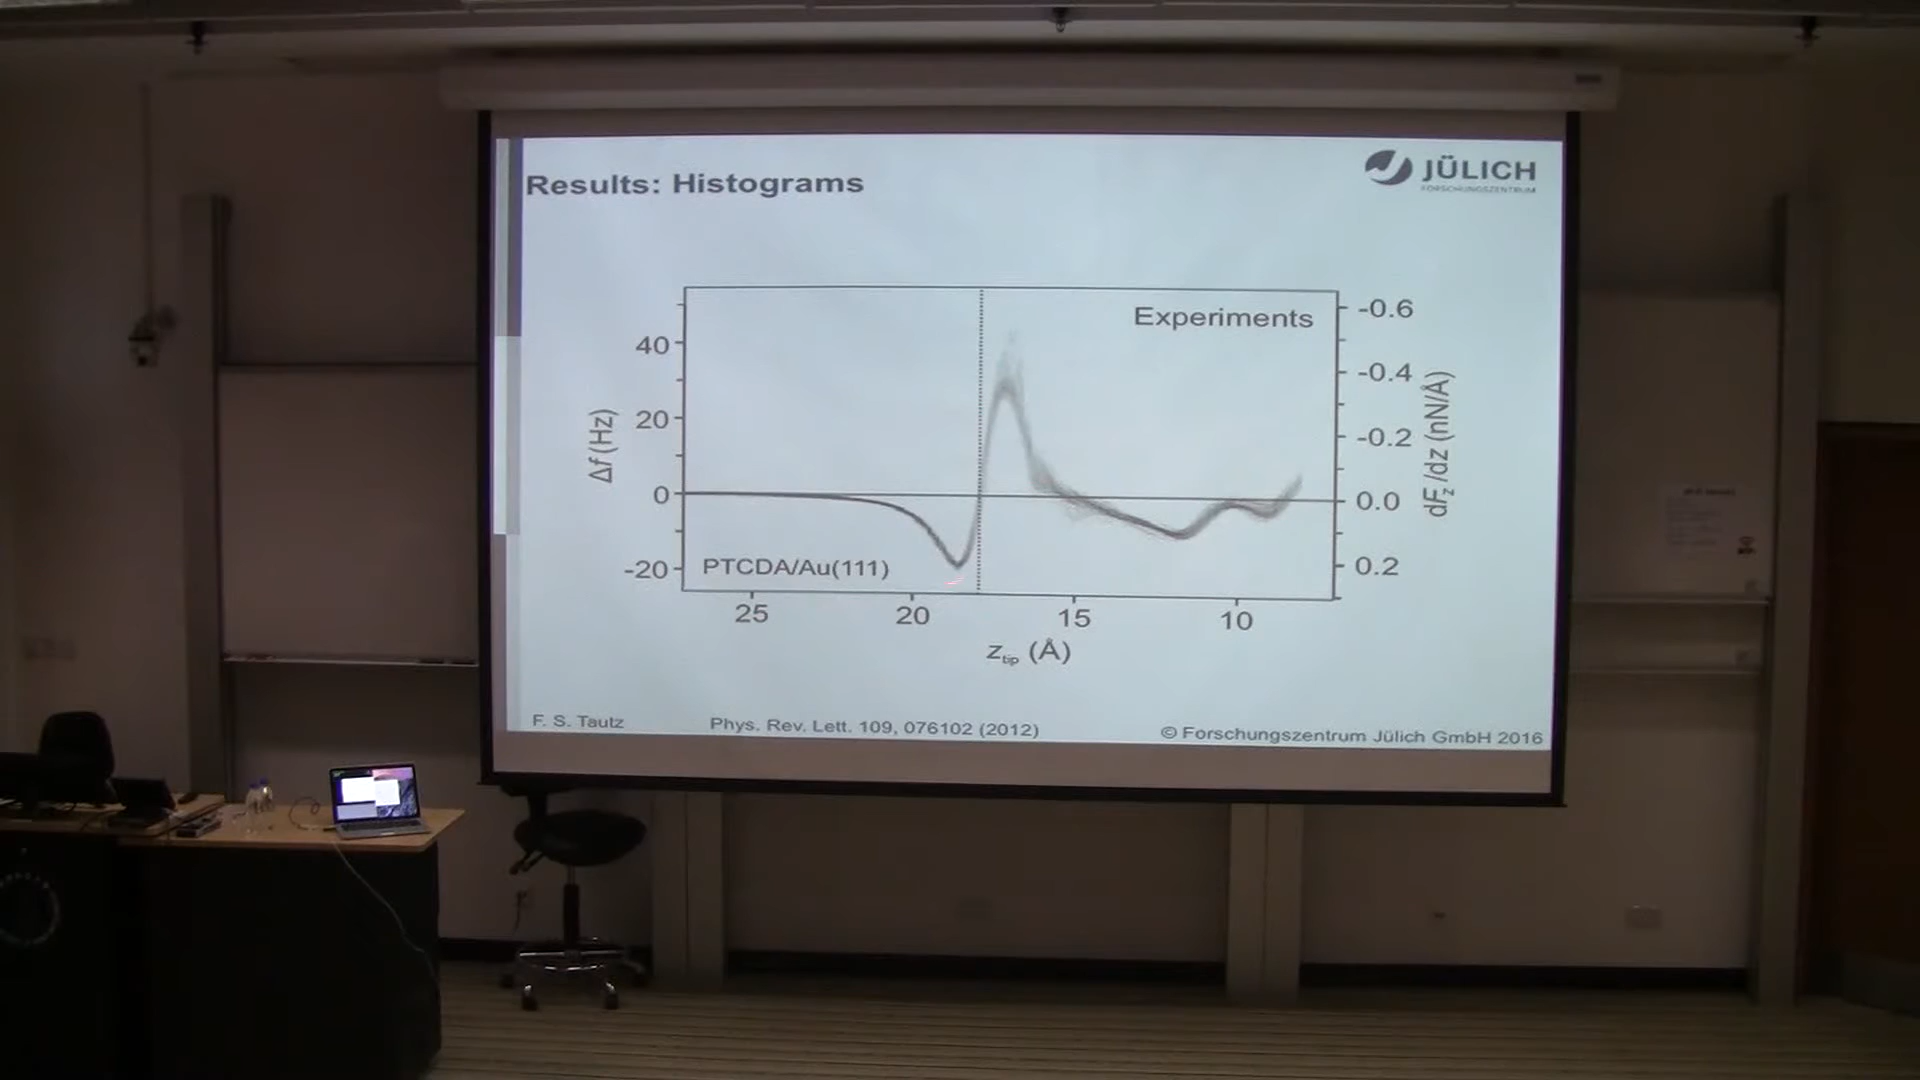 Results: Histograms
JÜLICH
FORSCHUNGSZENTRUM
Experiments
PTCDA/Au(111)
Δf (Hz)
40
20
0
-20
-0.6
-0.4
-0.2
0.0
0.2
dFz/dz (nN/Å)
25
20
15
10
ztip (Å)
F. S. Tautz
Phys. Rev. Lett. 109, 076102 (2012)
© Forschungszentrum Jülich GmbH 2016